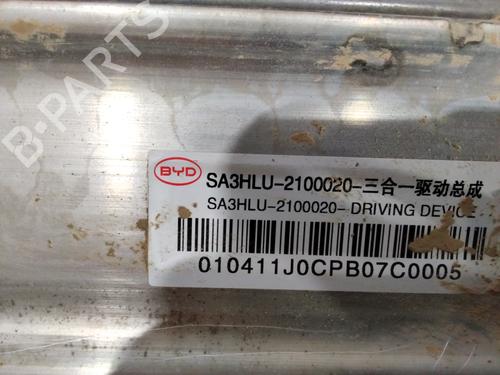 B-PARTS
BYD
SA3HLU-2100020-三合一驱动总成
SA3HLU-2100020- DRIVING DEVICE
010411J0CPB07C0005